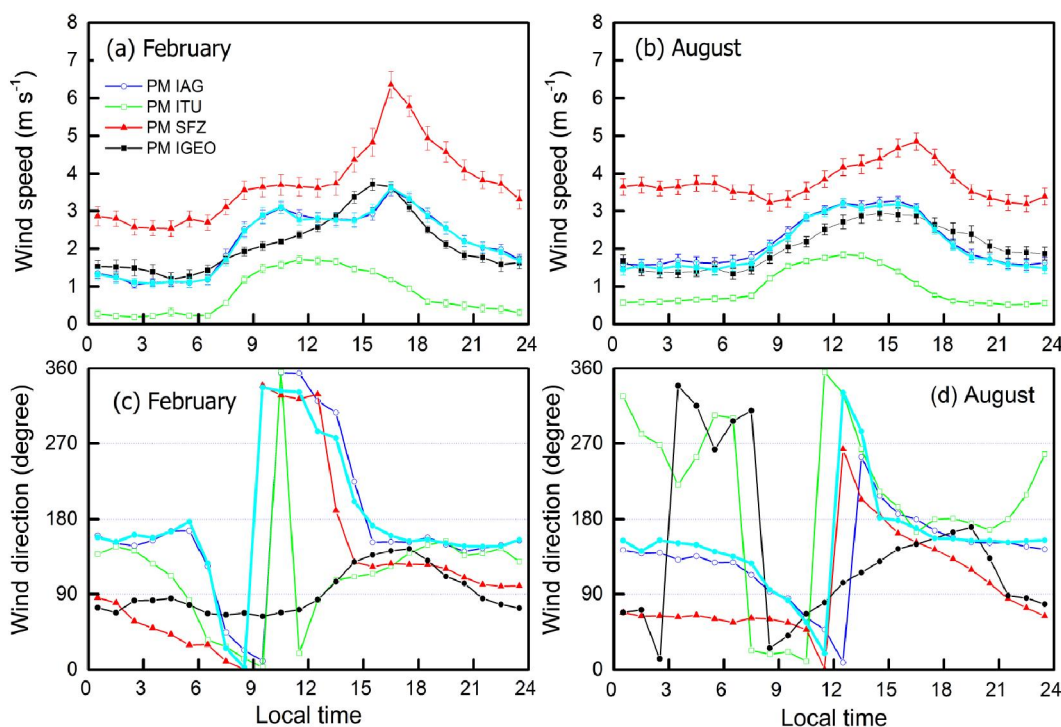 8
7
6
5
4
3
2
1
0
Wind speed (m s⁻¹)
(a) February
PM IAG
PM ITU
PM SFZ
PM IGEO
0 3 6 9 12 15 18 21 24
8
7
6
5
4
3
2
1
0
Wind speed (m s⁻¹)
(b) August
0 3 6 9 12 15 18 21 24
360
270
180
90
0
Wind direction (degree)
(c) February
0 3 6 9 12 15 18 21 24
Local time
360
270
180
90
0
Wind direction (degree)
(d) August
0 3 6 9 12 15 18 21 24
Local time